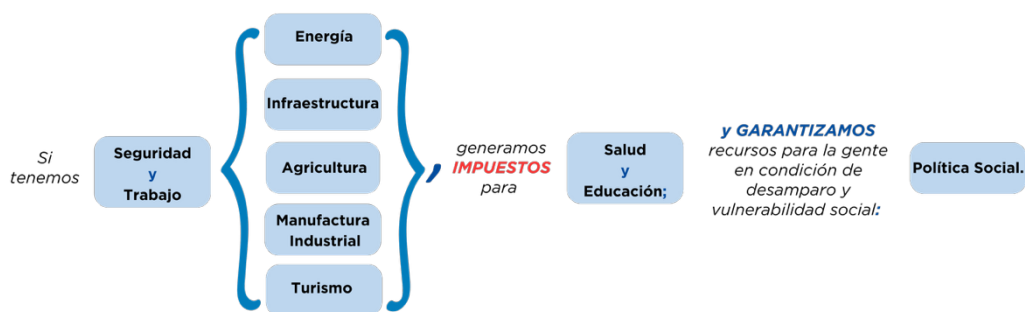 Si
tenemos
Seguridad
y
Trabajo
Energía
Infraestructura
Agricultura
Manufactura
Industrial
Turismo
,
generamos
IMPUESTOS
para
Salud
y
Educación;
y GARANTIZAMOS
recursos para la gente
en condición de
desamparo y
vulnerabilidad social:
Política Social.